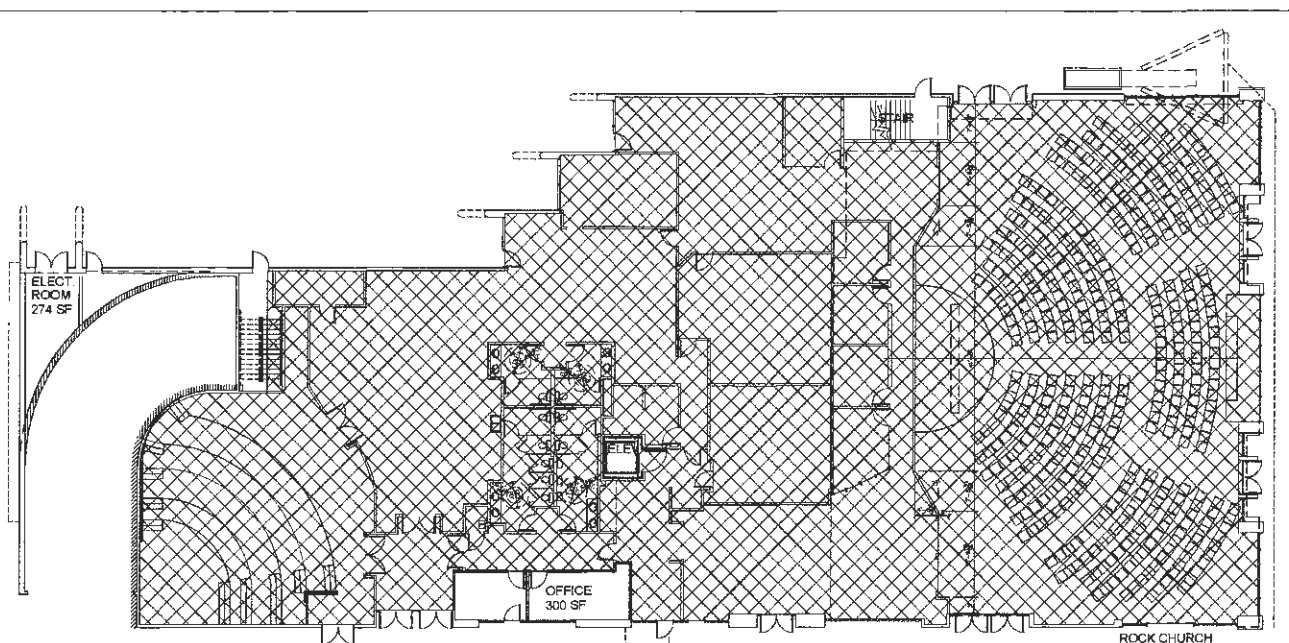 STAIR
ELECT.
ROOM
274 SF
ELEV
OFFICE
300 SF
ROCK CHURCH